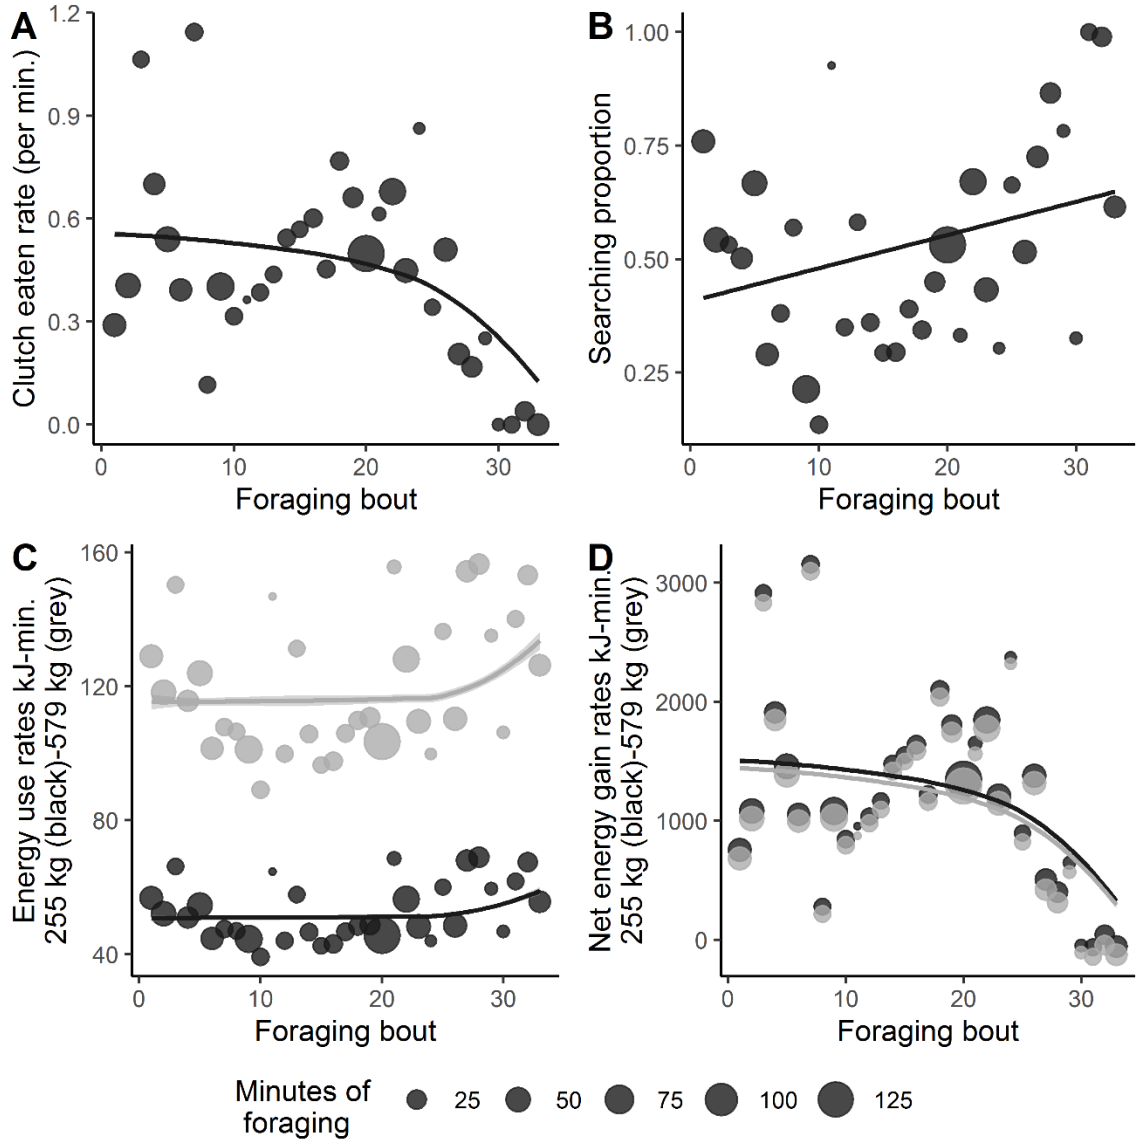 A
Clutch eaten rate (per min.)
1.2
0.9
0.6
0.3
0.0
0 10 20 30
Foraging bout
B
Searching proportion
1.00
0.75
0.50
0.25
0 10 20 30
Foraging bout
C
Energy use rates kJ-min.
255 kg (black)-579 kg (grey)
160
120
80
40
0 10 20 30
Foraging bout
D
Net energy gain rates kJ-min.
255 kg (black)-579 kg (grey)
3000
2000
1000
0
0 10 20 30
Foraging bout
Minutes of
foraging
25 50 75 100 125